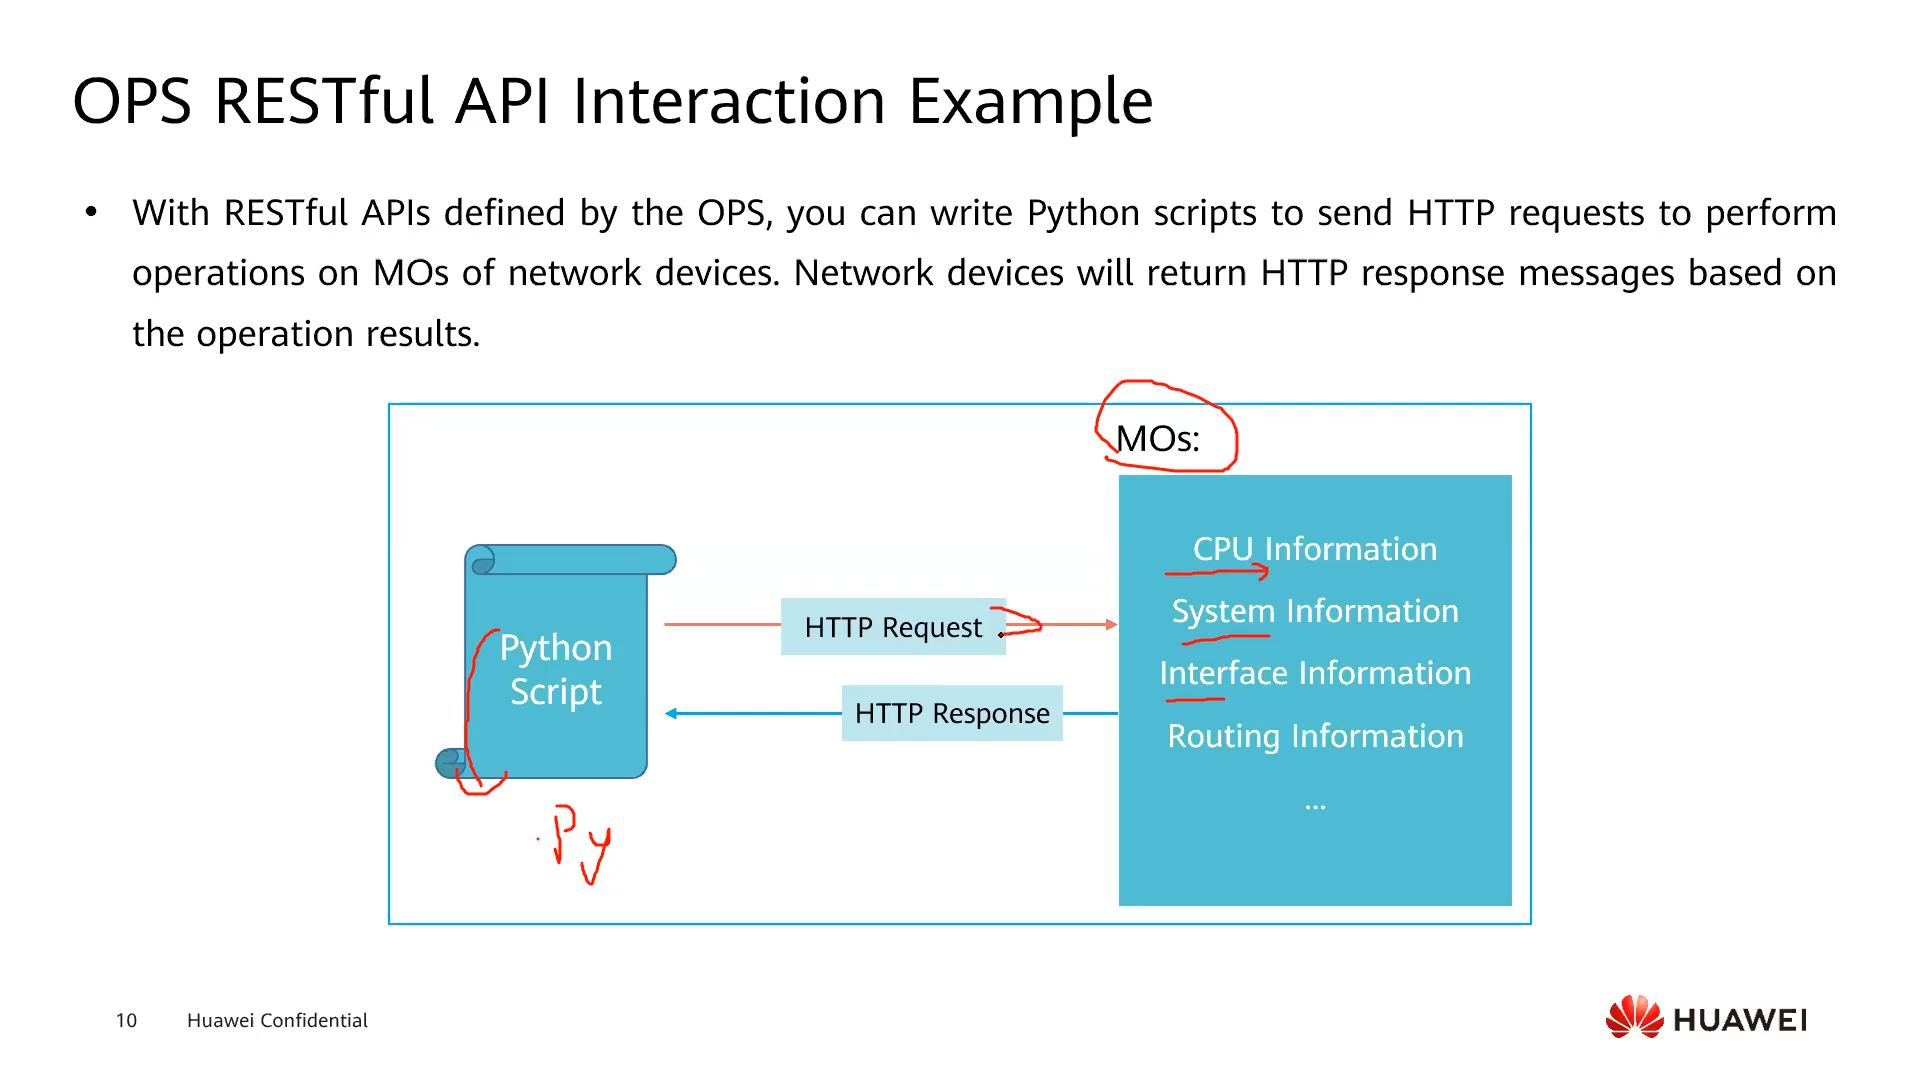 OPS RESTful API Interaction Example
• With RESTful APIs defined by the OPS, you can write Python scripts to send HTTP requests to perform
operations on MOs of network devices. Network devices will return HTTP response messages based on
the operation results.
MOs:
CPU Information
System Information
Interface Information
Routing Information
...
Python
Script
HTTP Request
HTTP Response
.Py
10 Huawei Confidential
HUAWEI